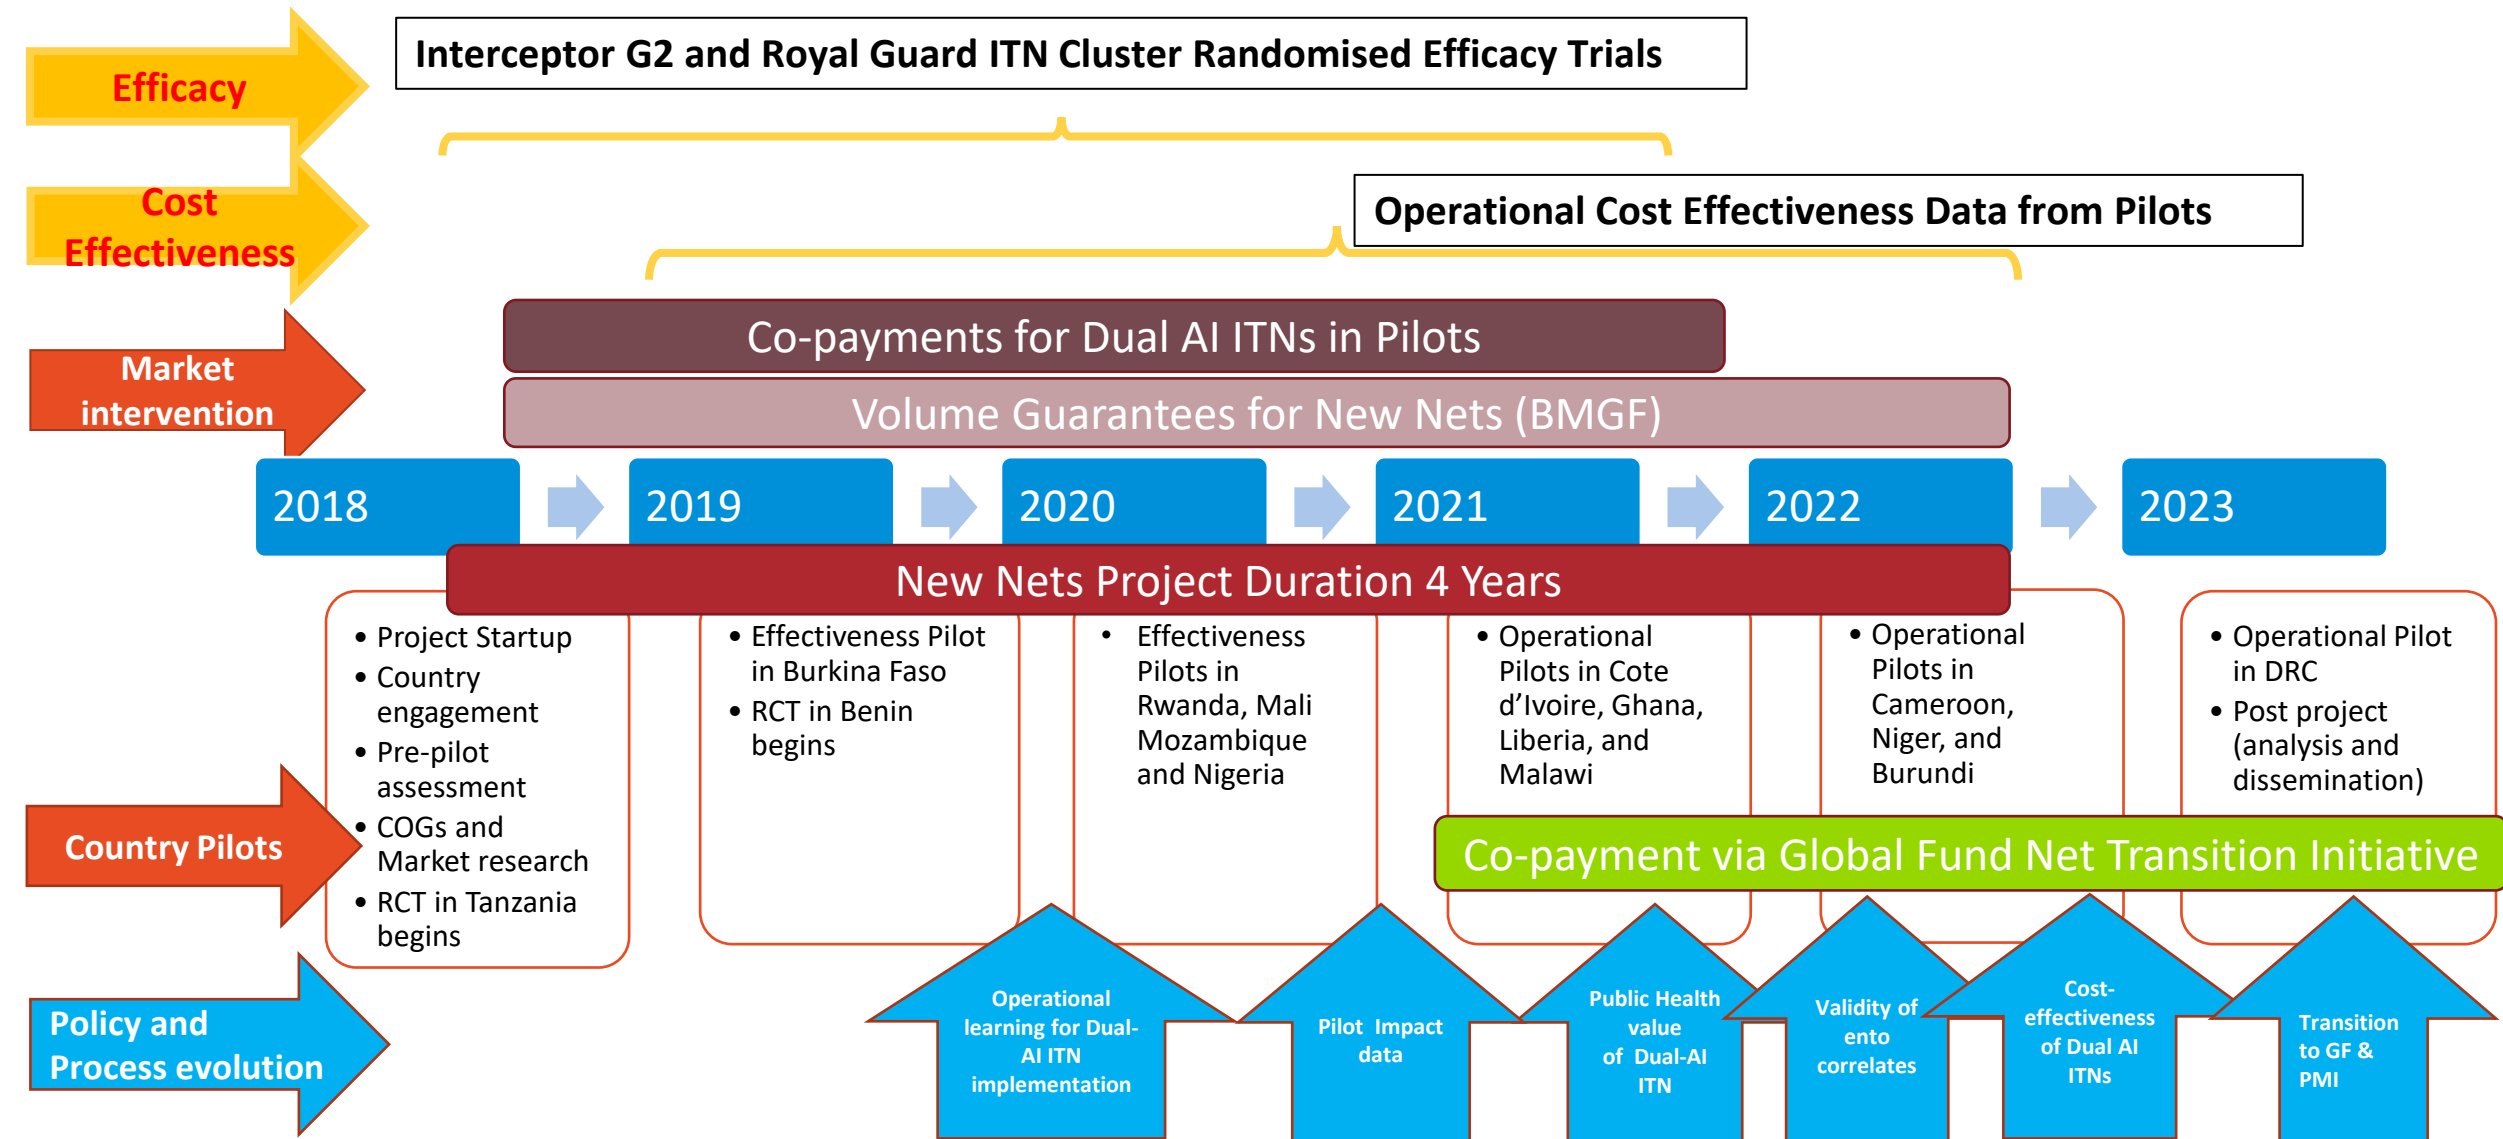 Efficacy
Interceptor G2 and Royal Guard ITN Cluster Randomised Efficacy Trials
Cost
Effectiveness
Operational Cost Effectiveness Data from Pilots
Market
intervention
Co-payments for Dual AI ITNs in Pilots
Volume Guarantees for New Nets (BMGF)
2018
2019
2020
2021
2022
2023
New Nets Project Duration 4 Years
Country Pilots
• Project Startup
• Country
engagement
• Pre-pilot
assessment
• COGs and
Market research
• RCT in Tanzania
begins
• Effectiveness Pilot
in Burkina Faso
• RCT in Benin
begins
• Effectiveness
Pilots in
Rwanda, Mali
Mozambique
and Nigeria
• Operational
Pilots in Cote
d’Ivoire, Ghana,
Liberia, and
Malawi
• Operational
Pilots in
Cameroon,
Niger, and
Burundi
• Operational Pilot
in DRC
• Post project
(analysis and
dissemination)
Co-payment via Global Fund Net Transition Initiative
Policy and
Process evolution
Operational
learning for Dual-
AI ITN
implementation
Pilot Impact
data
Public Health
value
of Dual-AI
ITN
Validity of
ento
correlates
Cost-
effectiveness
of Dual AI
ITNs
Transition
to GF &
PMI